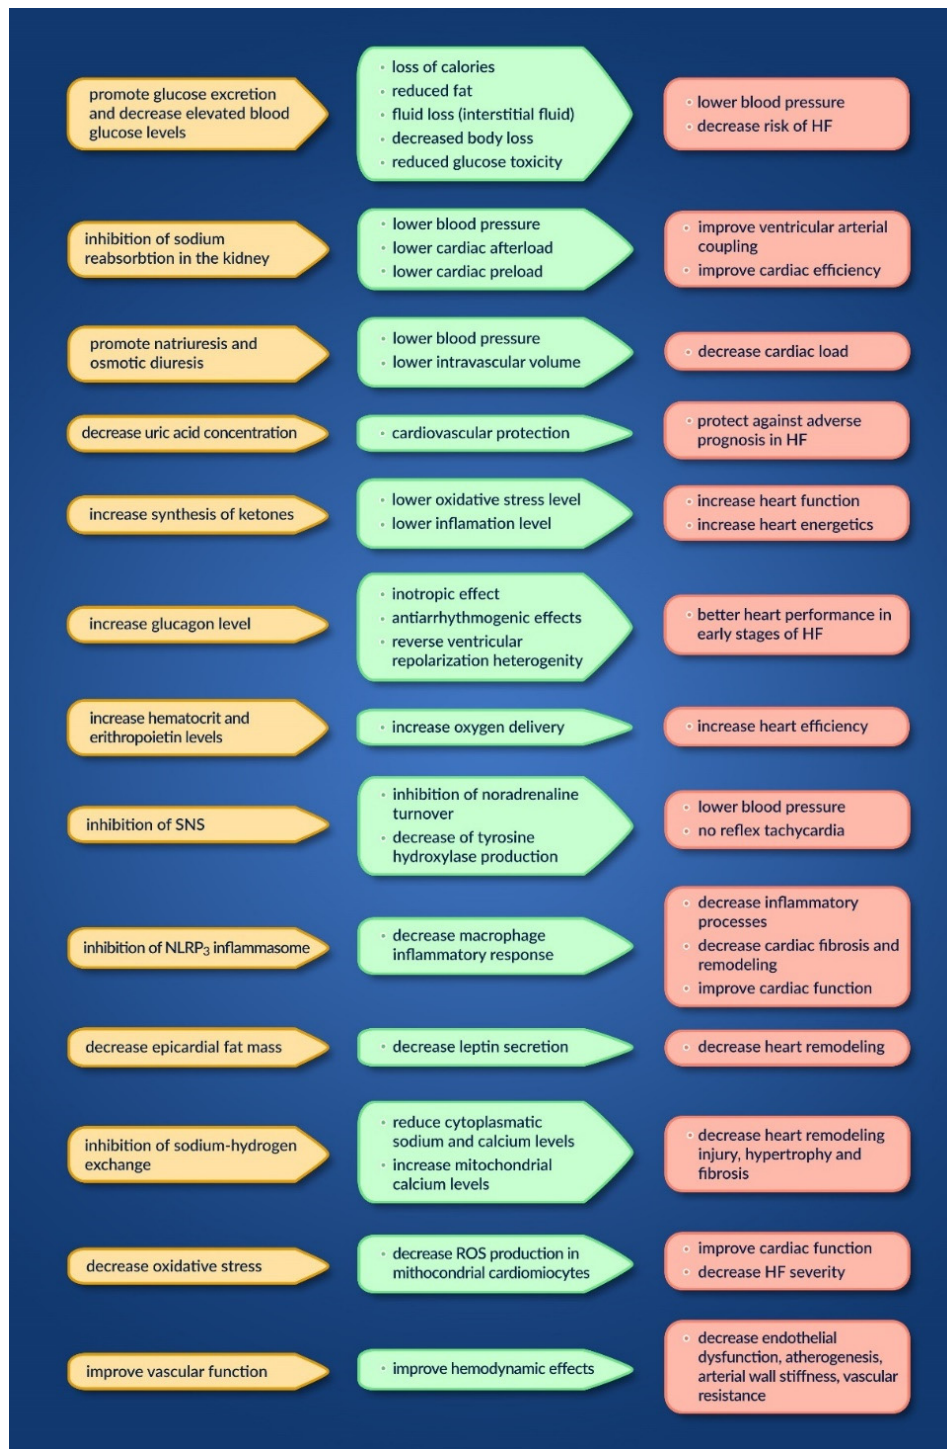 promote glucose excretion
and decrease elevated blood
glucose levels
loss of calories
reduced fat
fluid loss (interstitial fluid)
decreased body loss
reduced glucose toxicity
lower blood pressure
decrease risk of HF
inhibition of sodium
reabsorbtion in the kidney
lower blood pressure
lower cardiac afterload
lower cardiac preload
improve ventricular arterial
coupling
improve cardiac efficiency
promote natriuresis and
osmotic diuresis
lower blood pressure
lower intravascular volume
decrease cardiac load
decrease uric acid concentration
cardiovascular protection
protect against adverse
prognosis in HF
increase synthesis of ketones
lower oxidative stress level
lower inflamation level
increase heart function
increase heart energetics
increase glucagon level
inotropic effect
antiarrhythmogenic effects
reverse ventricular
repolarization heterogenity
better heart performance in
early stages of HF
increase hematocrit and
erithropoietin levels
increase oxygen delivery
increase heart efficiency
inhibition of SNS
inhibition of noradrenaline
turnover
decrease of tyrosine
hydroxylase production
lower blood pressure
no reflex tachycardia
inhibition of NLRP3 inflammasome
decrease macrophage
inflammatory response
decrease inflammatory
processes
decrease cardiac fibrosis and
remodeling
improve cardiac function
decrease epicardial fat mass
decrease leptin secretion
decrease heart remodeling
inhibition of sodium-hydrogen
exchange
reduce cytoplasmatic
sodium and calcium levels
increase mitochondrial
calcium levels
decrease heart remodeling
injury, hypertrophy and
fibrosis
decrease oxidative stress
decrease ROS production in
mithocondrial cardiomiocytes
improve cardiac function
decrease HF severity
improve vascular function
improve hemodynamic effects
decrease endothelial
dysfunction, atherogenesis,
arterial wall stiffness, vascular
resistance